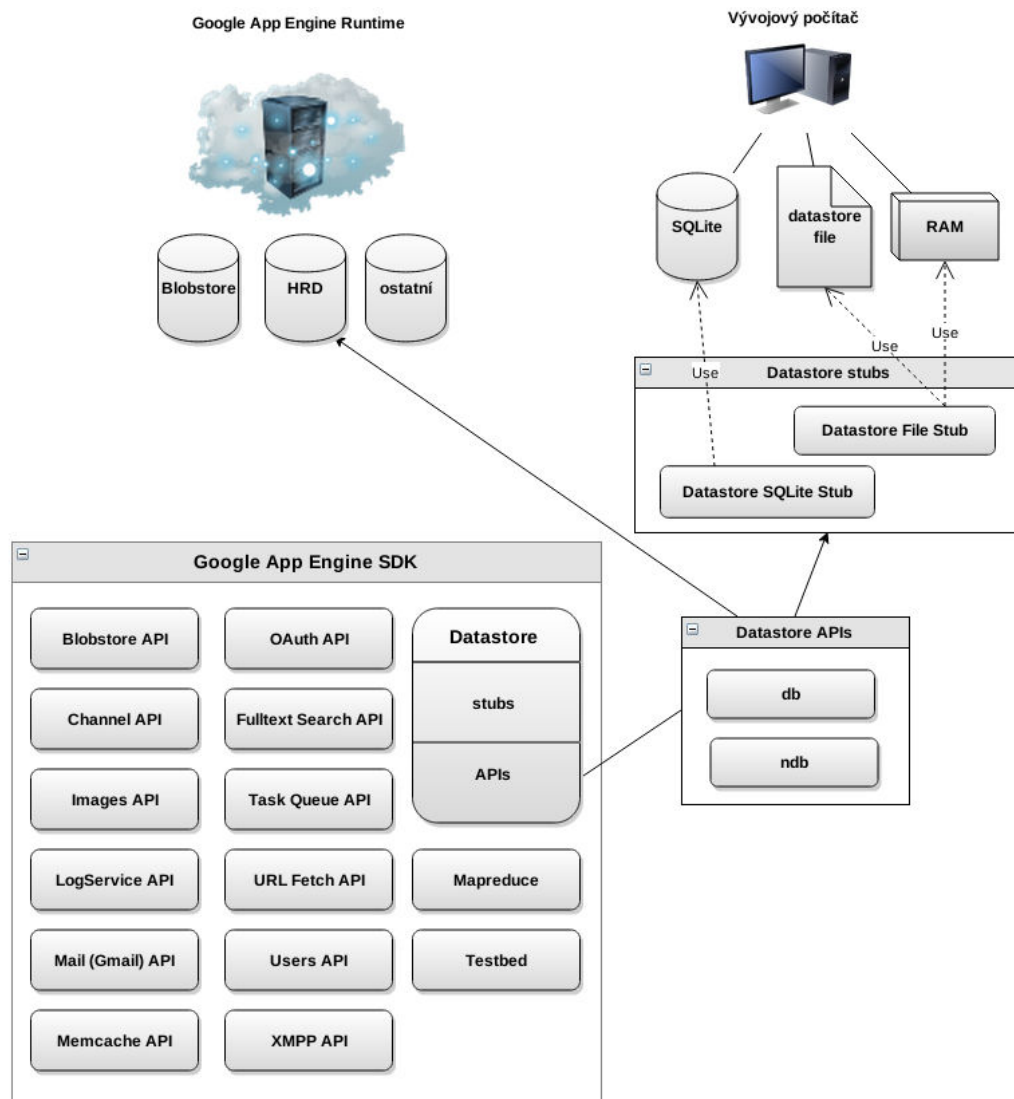 Google App Engine Runtime
Vývojový počítač
Blobstore
HRD
ostatní
SQLite
datastore
file
RAM
Use
Use
Use
Datastore stubs
Datastore File Stub
Datastore SQLite Stub
Google App Engine SDK
Blobstore API
OAuth API
Datastore
stubs
APIs
Channel API
Fulltext Search API
Images API
Task Queue API
LogService API
URL Fetch API
Mapreduce
Mail (Gmail) API
Users API
Testbed
Memcache API
XMPP API
Datastore APIs
db
ndb